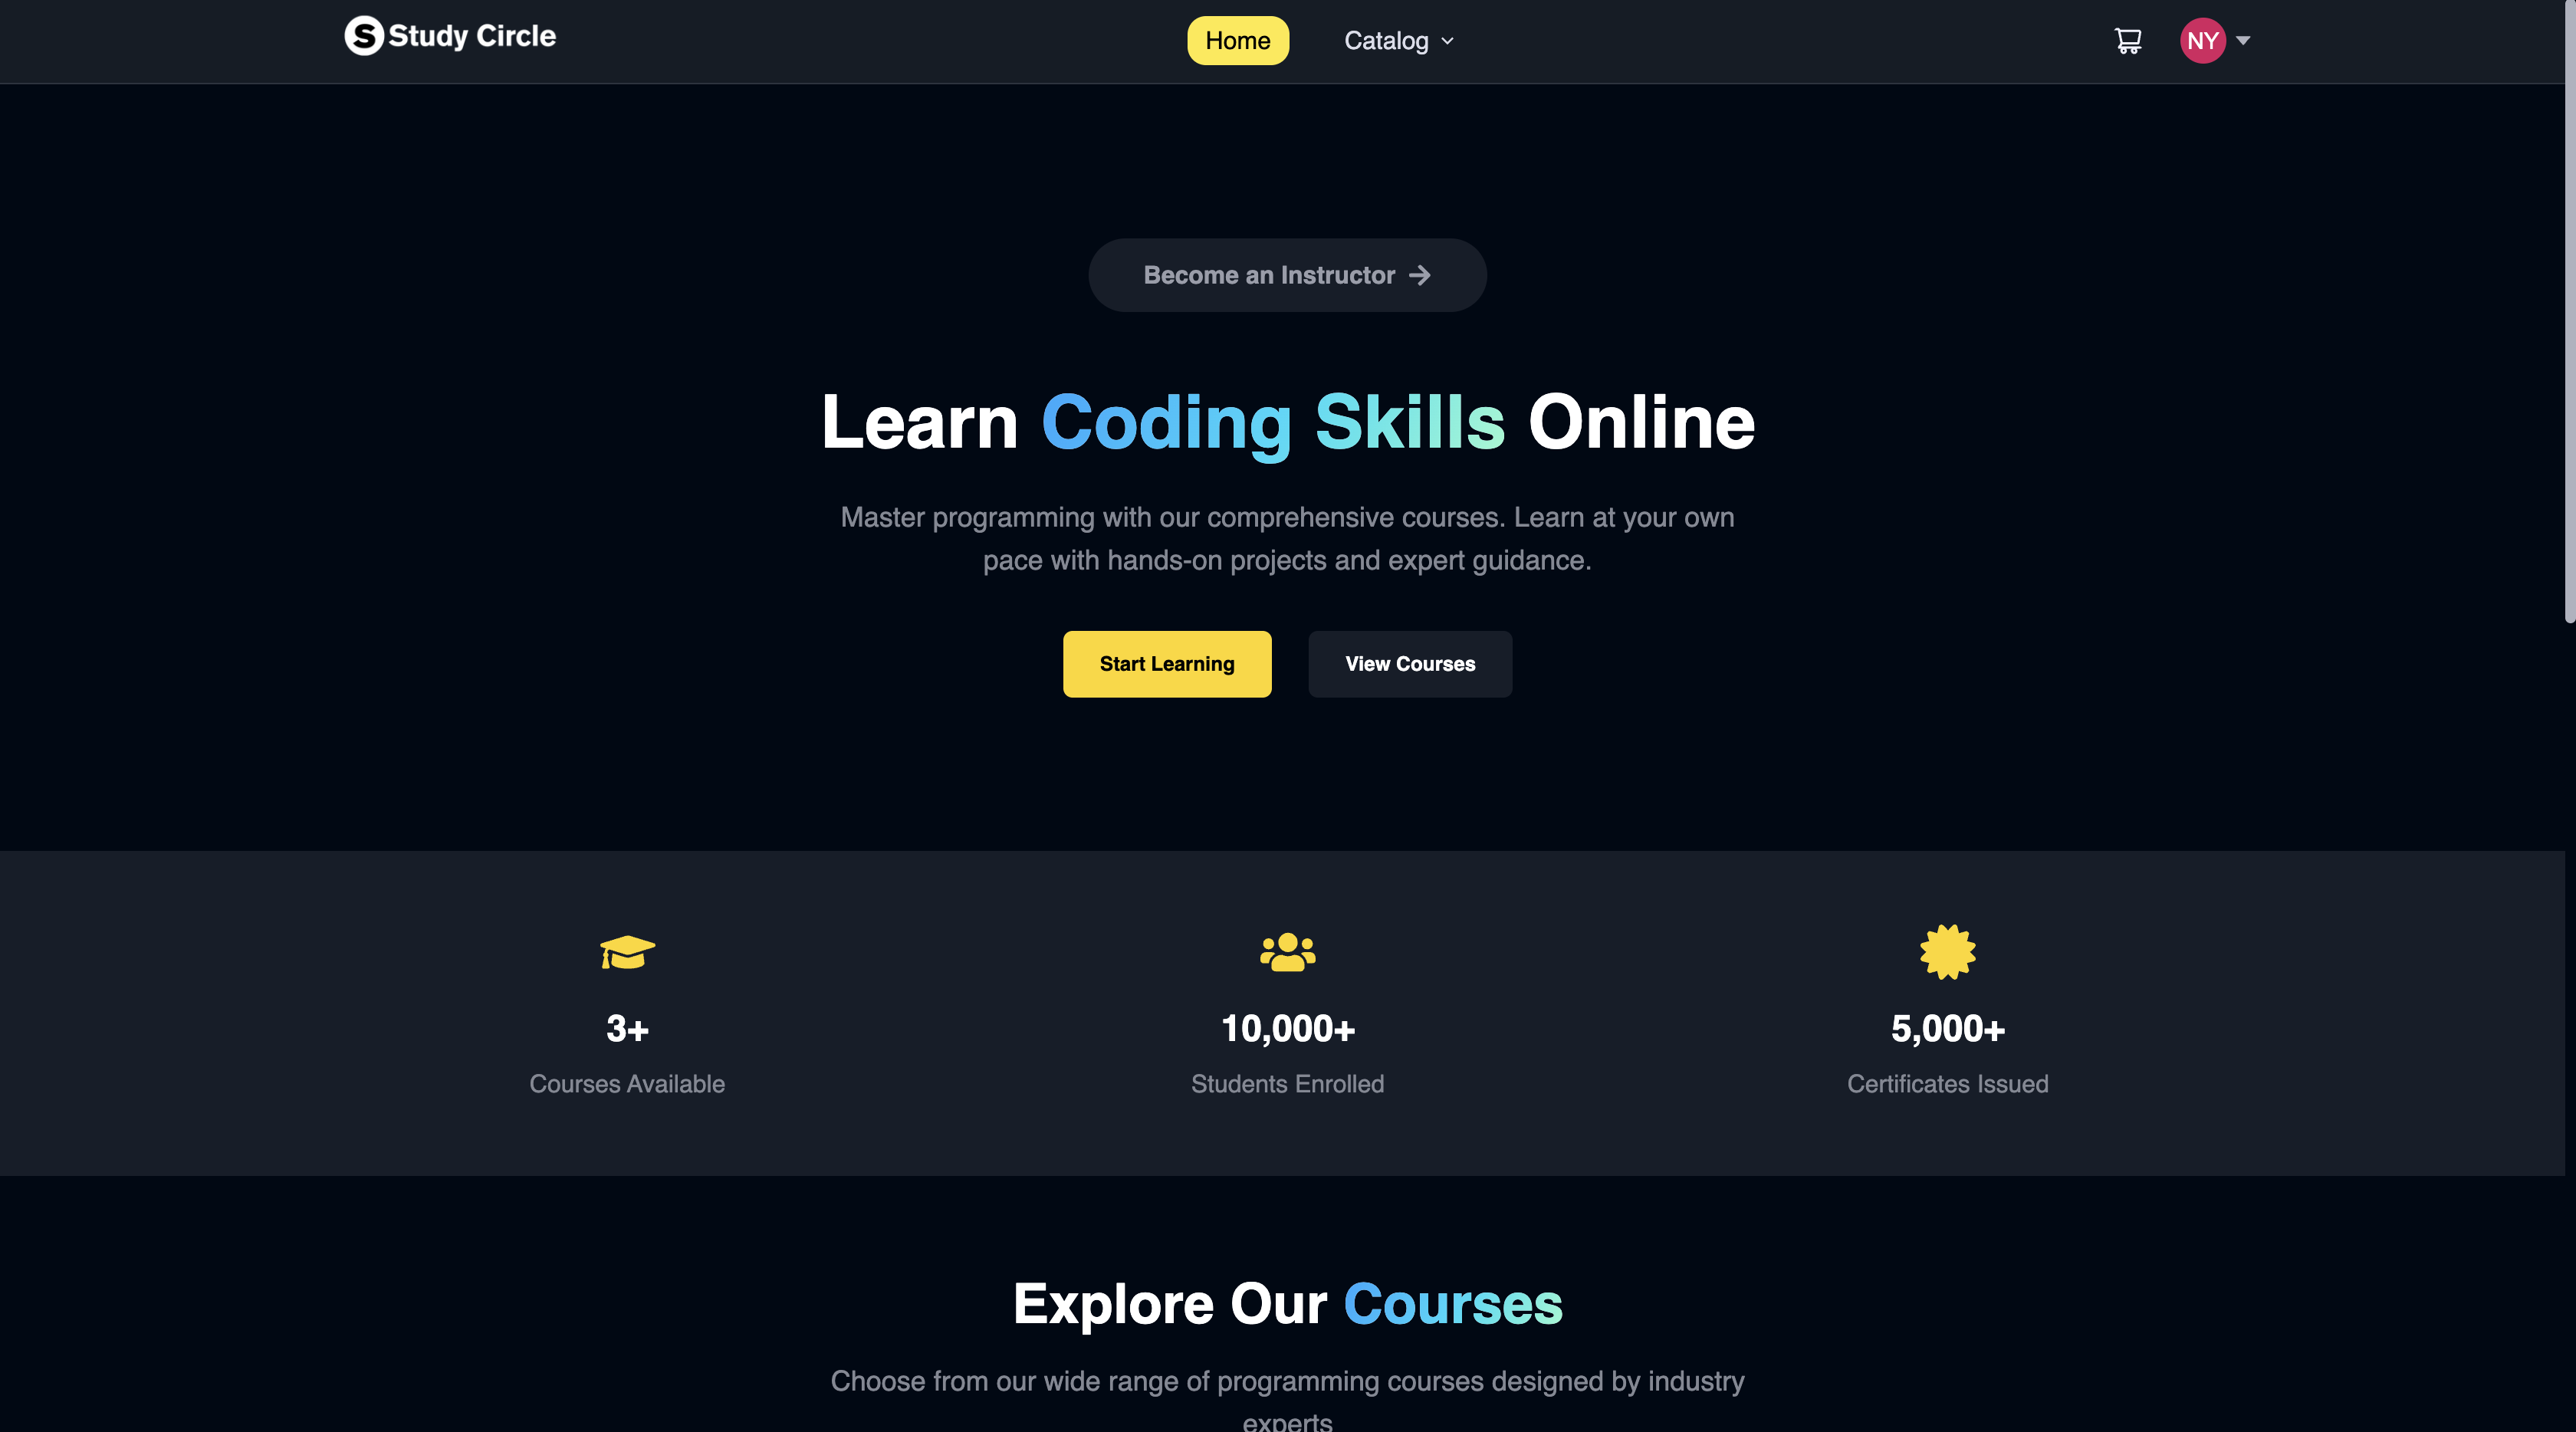 S Study Circle
Home
Catalog
NY
Become an Instructor
Learn Coding Skills Online
Master programming with our comprehensive courses. Learn at your own
pace with hands-on projects and expert guidance.
Start Learning
View Courses
3+
10,000+
5,000+
Courses Available
Students Enrolled
Certificates Issued
Explore Our Courses
Choose from our wide range of programming courses designed by industry
experts